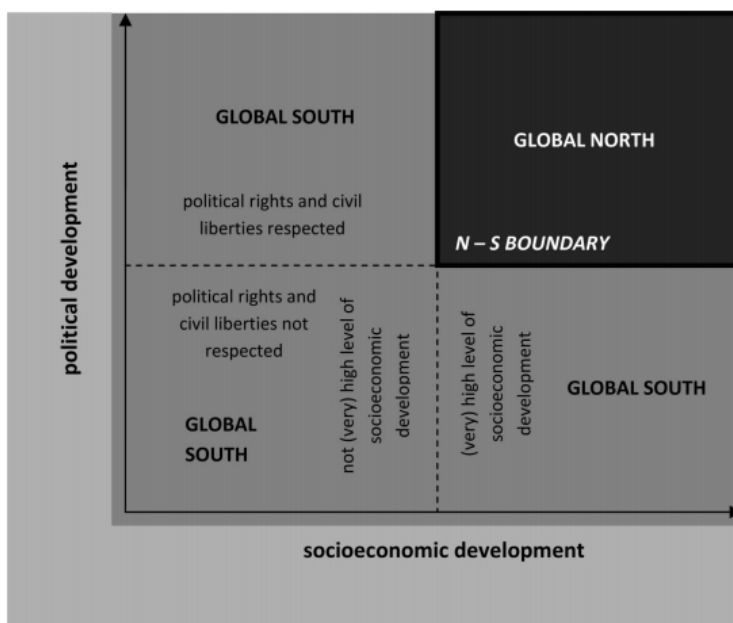 GLOBAL SOUTH
GLOBAL NORTH
political rights and civil
liberties respected
N – S BOUNDARY
political development
political rights and
civil liberties not
respected
not (very) high level of
socioeconomic
development
(very) high level of
socioeconomic
development
GLOBAL SOUTH
GLOBAL
SOUTH
socioeconomic development